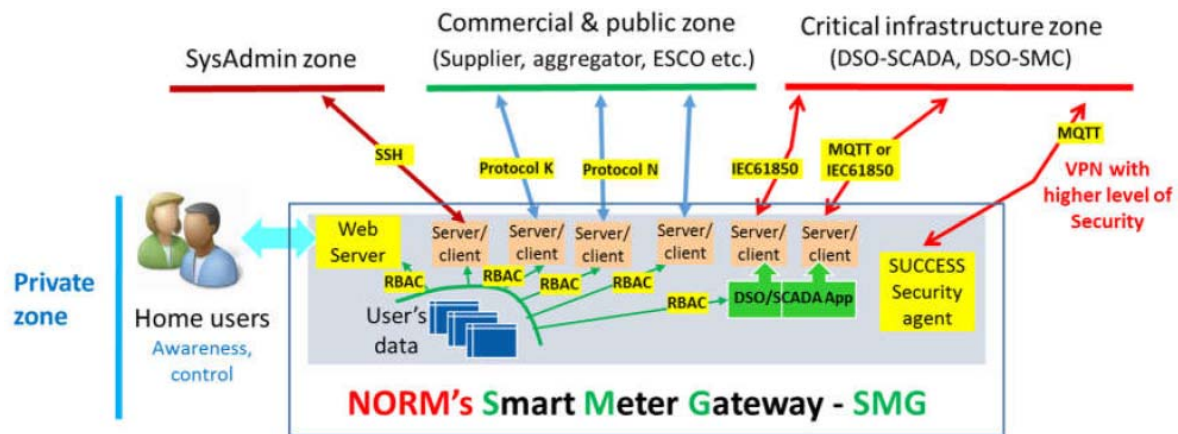 Commercial & public zone
(Supplier, aggregator, ESCO etc.)
Critical infrastructure zone
(DSO-SCADA, DSO-SMC)
SysAdmin zone
SSH
Protocol K
Protocol N
IEC61850
MQTT or
IEC61850
MQTT
VPN with
higher level of
Security
Private
zone
Home users
Awareness,
control
Web
Server
Server/
client
Server/
client
Server/
client
Server/
client
Server/
client
Server/
client
RBAC
RBAC
RBAC
RBAC
RBAC
User's
data
DSO/SCADA App
SUCCESS
Security
agent
NORM's Smart Meter Gateway - SMG